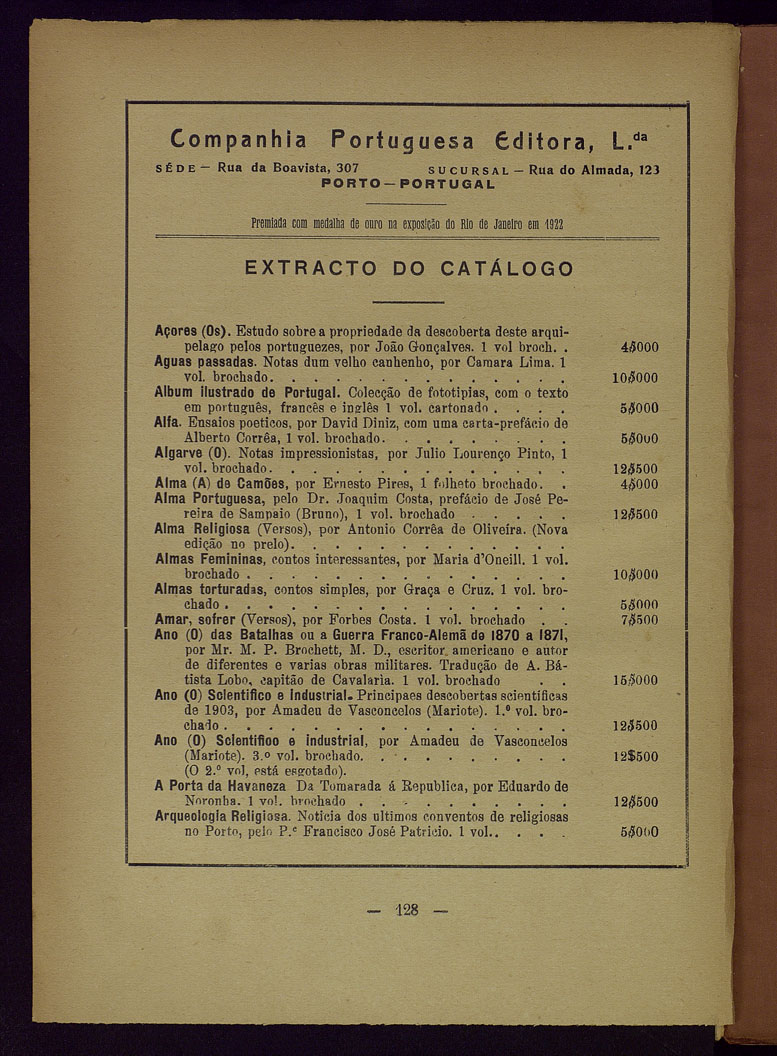 Companhia Portuguesa Editora, L.da
SÉDE — Rua da Boavista, 307 SUCURSAL — Rua do Almada, 123
PORTO — PORTUGAL
Premiada com medalha de ouro na exposição do Rio de Janeiro em 1922
EXTRACTO DO CATÁLOGO
Açores (Os). Estudo sobre a propriedade da descoberta deste arqui-
pelago pelos portuguezes, por João Gonçalves. 1 vol broch. . 4$000
Aguas passadas. Notas dum velho canhenho, por Camara Lima. 1
vol. brochado. . . . . . . . . . . . . . 10$000
Album ilustrado de Portugal. Colecção de fototipias, com o texto
em português, francês e inglês 1 vol. cartonado . . . . 5$000
Alfa. Ensaios poeticos, por David Diniz, com uma carta-prefácio de
Alberto Corrêa, 1 vol. brochado. . . . . . . . . 5$000
Algarve (O). Notas impressionistas, por Julio Lourenço Pinto, 1
vol. brochado. . . . . . . . . . . . . . 12$500
Alma (A) de Camões, por Ernesto Pires, 1 folheto brochado. . 4$000
Alma Portuguesa, pelo Dr. Joaquim Costa, prefácio de José Pe-
reira de Sampaio (Bruno), 1 vol. brochado . . . . . 12$500
Alma Religiosa (Versos), por Antonio Corrêa de Oliveira. (Nova
edição no prelo). . . . . . . . . . . . .
Almas Femininas, contos interessantes, por Maria d'Oneill. 1 vol.
brochado . . . . . . . . . . . . . . . 10$000
Almas torturadas, contos simples, por Graça e Cruz. 1 vol. bro-
chado . . . . . . . . . . . . . . . . 5$000
Amar, sofrer (Versos), por Forbes Costa. 1 vol. brochado . . 7$500
Ano (O) das Batalhas ou a Guerra Franco-Alemã de 1870 a 1871,
por Mr. M. P. Brochett, M. D., escritor americano e autor
de diferentes e varias obras militares. Tradução de A. Bá-
tista Lobo, capitão de Cavalaria. 1 vol. brochado . . 15$000
Ano (O) Scientifico e Industrial. Principaes descobertas scientificas
de 1903, por Amadeu de Vasconcelos (Mariote). 1.º vol. bro-
chado . . . . . . . . . . . . . . . . 12$500
Ano (O) Scientifico e industrial, por Amadeu de Vasconcelos
(Mariote). 3.º vol. brochado. . . . . . . . . . 12$500
(O 2.º vol, está esgotado).
A Porta da Havaneza Da Tomarada á Republica, por Eduardo de
Noronha. 1 vol. brochado . . . . . . . . . . 12$500
Arqueologia Religiosa. Noticia dos ultimos conventos de religiosas
no Porto, pelo P.e Francisco José Patricio. 1 vol.. . . . 5$000
— 128 —